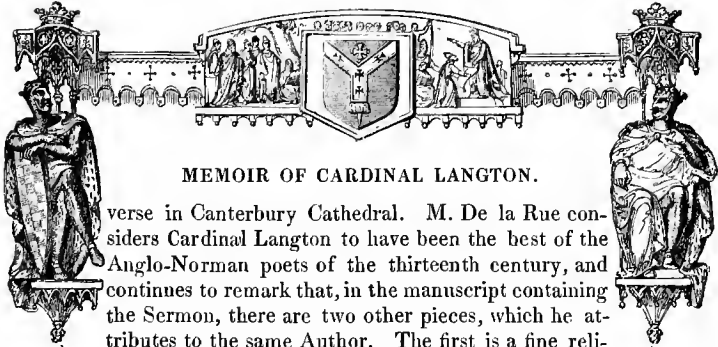 MEMOIR OF CARDINAL LANGTON.
verse in Canterbury Cathedral. M. De la Rue con-
siders Cardinal Langton to have been the best of the
Anglo-Norman poets of the thirteenth century, and
continues to remark that, in the manuscript containing
the Sermon, there are two other pieces, which he at-
tributes to the same Author. The first is a fine reli-